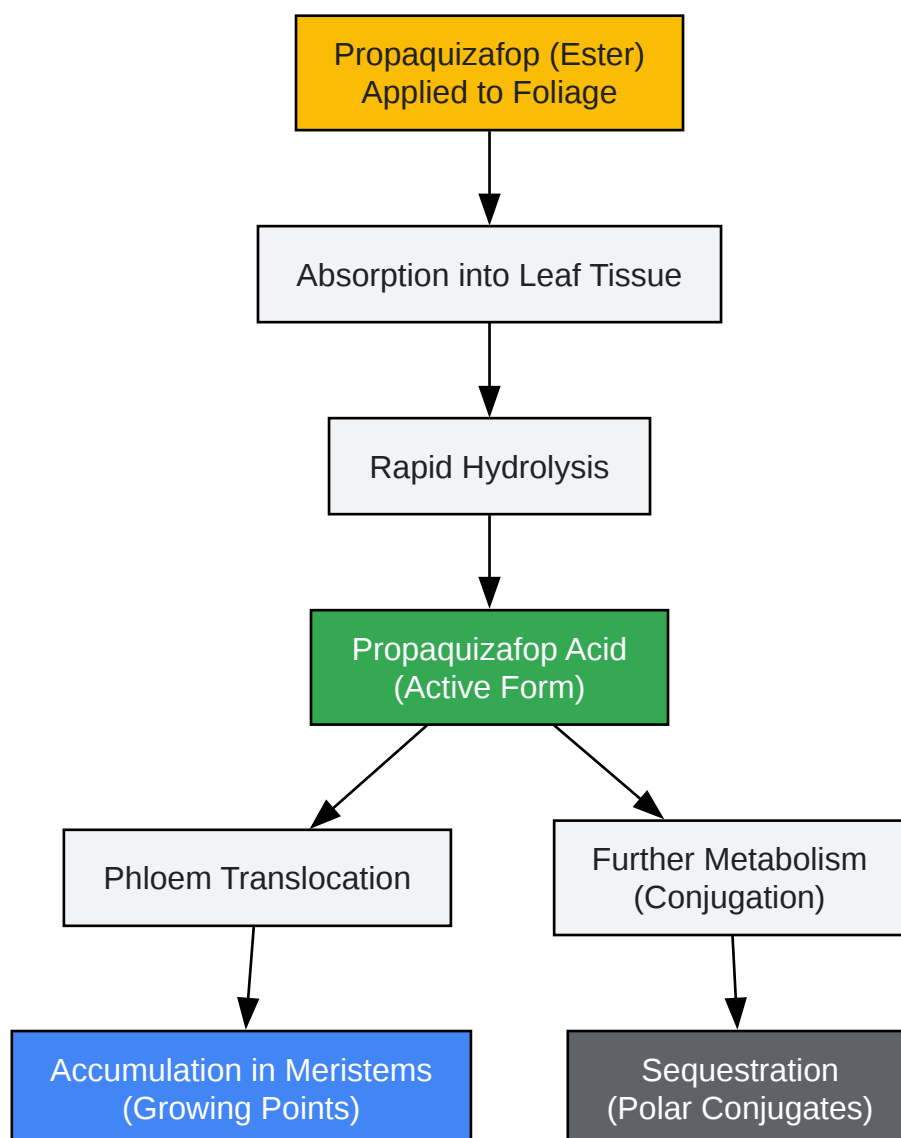 Propaquizafop (Ester)
Applied to Foliage
Absorption into Leaf Tissue
Rapid Hydrolysis
Propaquizafop Acid
(Active Form)
Phloem Translocation
Further Metabolism
(Conjugation)
Accumulation in Meristems
(Growing Points)
Sequestration
(Polar Conjugates)